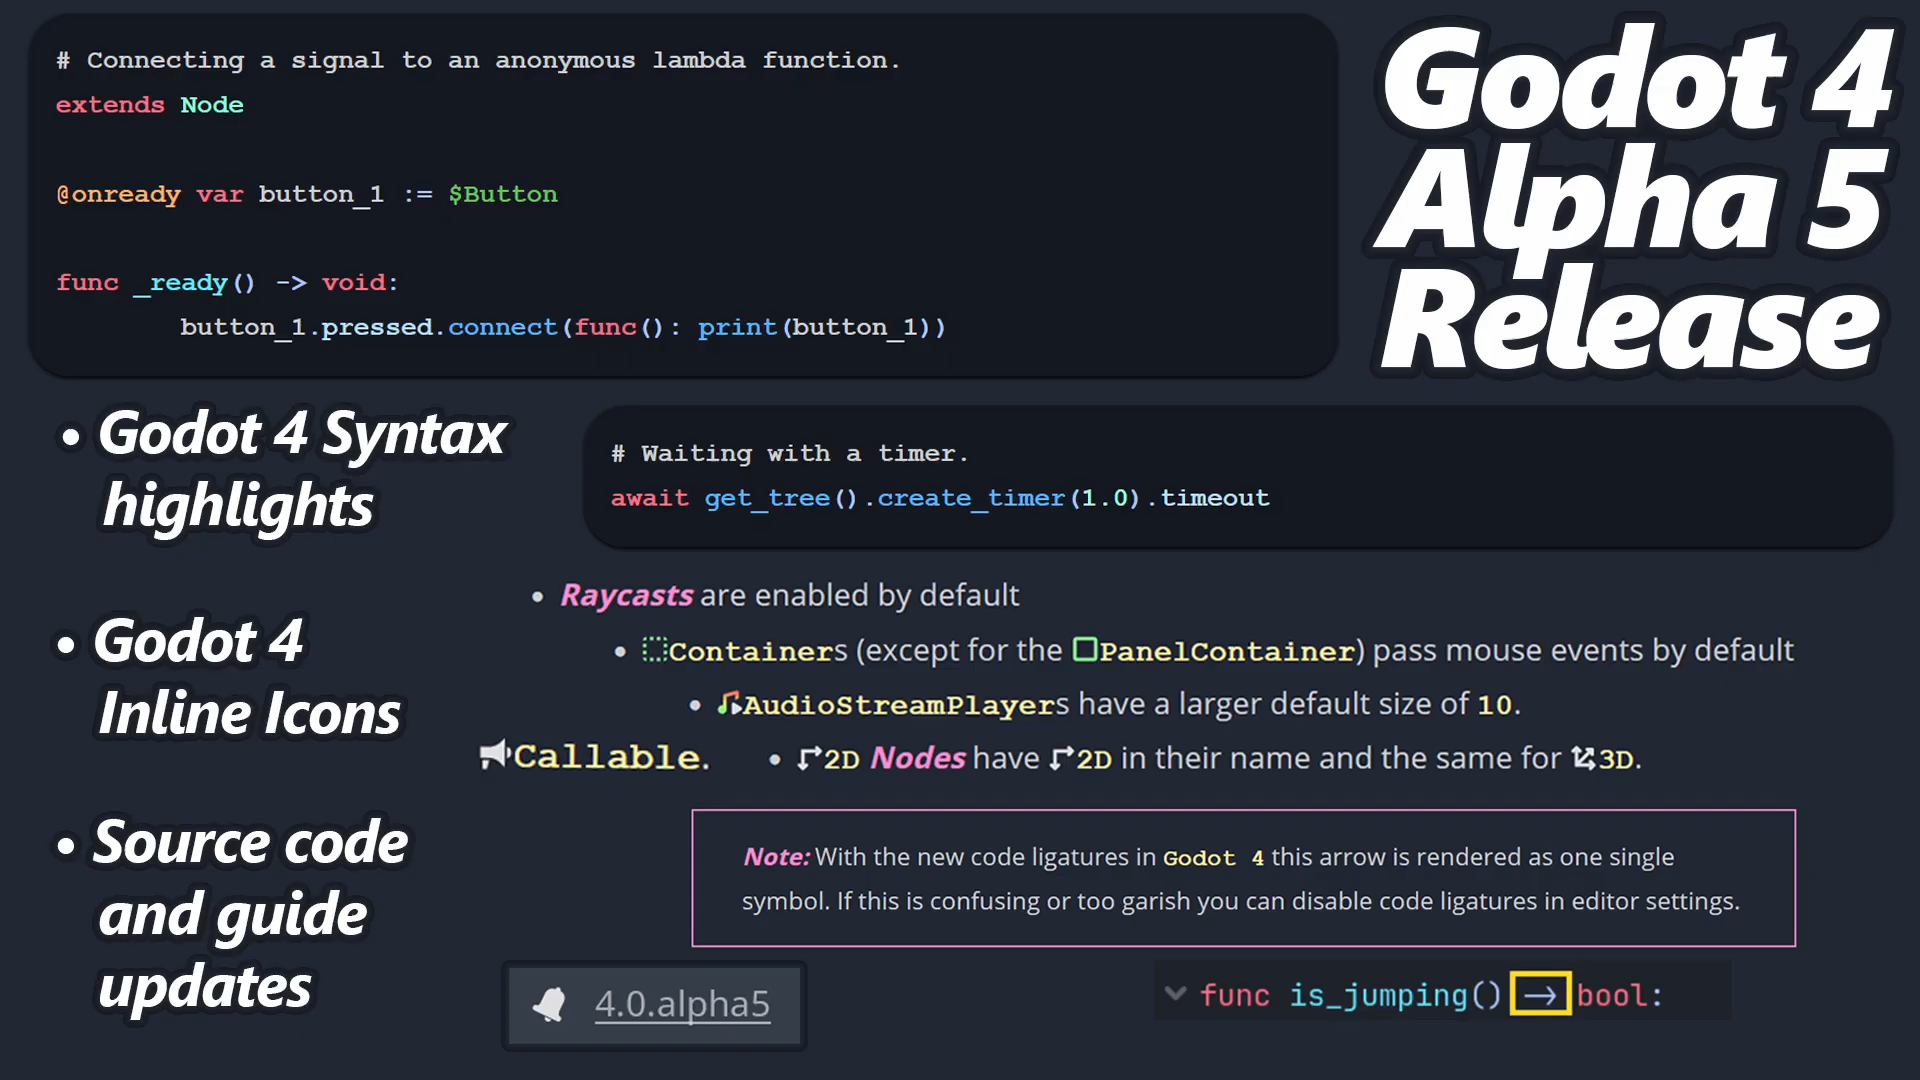 # Connecting a signal to an anonymous lambda function.
extends Node
@onready var button_1 := $Button
func _ready() -> void:
button_1.pressed.connect(func(): print(button_1))
Godot 4
Alpha 5
Release
• Godot 4 Syntax
highlights
# Waiting with a timer.
await get_tree().create_timer(1.0).timeout
• Raycasts are enabled by default
• Godot 4
Inline Icons
• Containers (except for the PanelContainer) pass mouse events by default
• AudioStreamPlayers have a larger default size of 10.
Callable.
• 2D Nodes have 2D in their name and the same for 3D.
• Source code
and guide
updates
Note: With the new code ligatures in Godot 4 this arrow is rendered as one single
symbol. If this is confusing or too garish you can disable code ligatures in editor settings.
4.0.alpha5
func is_jumping() → bool: